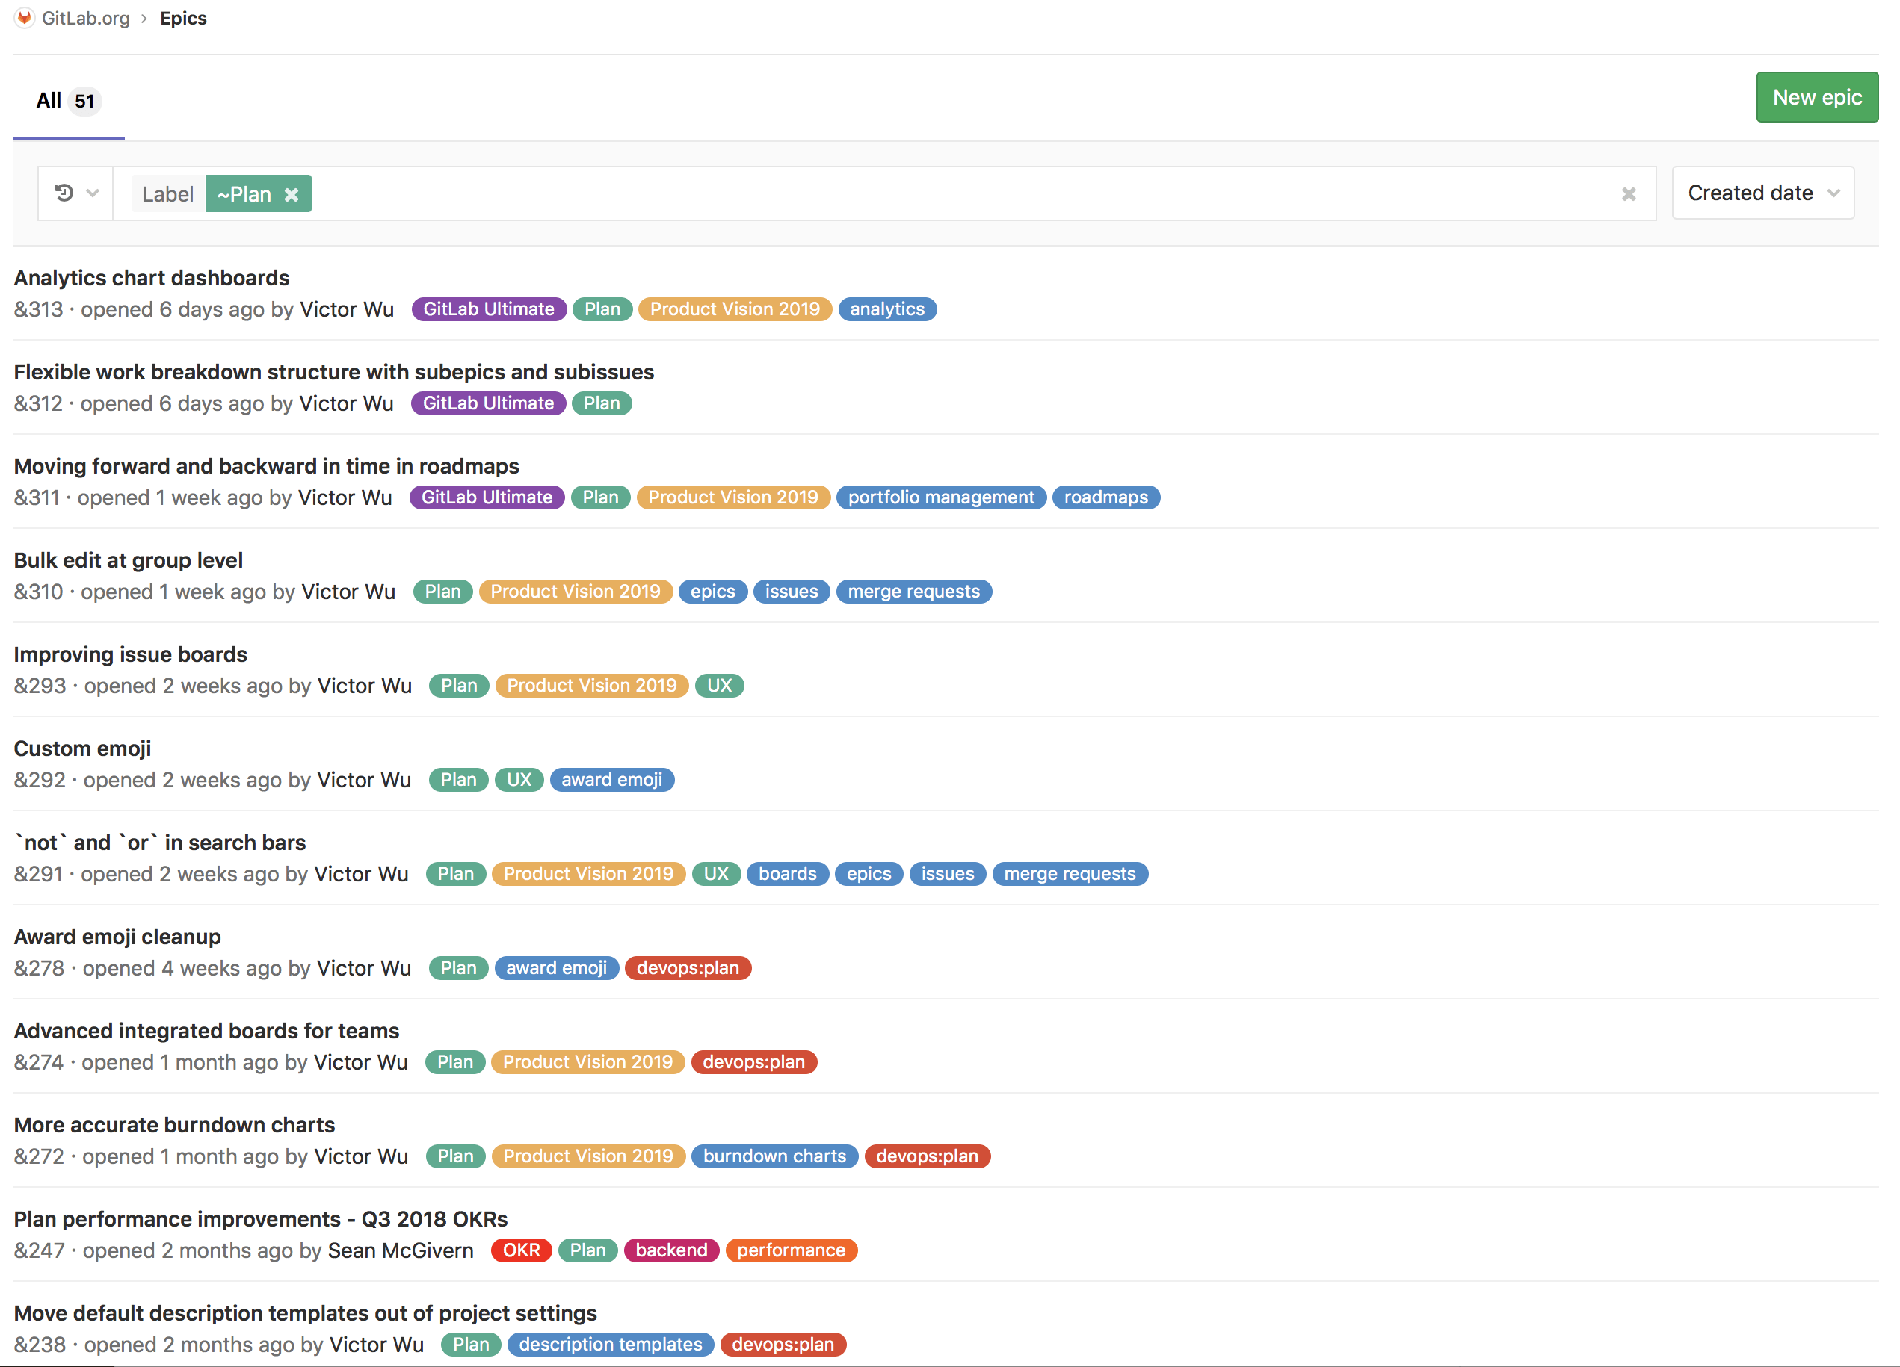 GitLab.org › Epics
All 51
New epic
Label ~Plan
Created date
Analytics chart dashboards
&313 · opened 6 days ago by Victor Wu GitLab Ultimate Plan Product Vision 2019 analytics
Flexible work breakdown structure with subepics and subissues
&312 · opened 6 days ago by Victor Wu GitLab Ultimate Plan
Moving forward and backward in time in roadmaps
&311 · opened 1 week ago by Victor Wu GitLab Ultimate Plan Product Vision 2019 portfolio management roadmaps
Bulk edit at group level
&310 · opened 1 week ago by Victor Wu Plan Product Vision 2019 epics issues merge requests
Improving issue boards
&293 · opened 2 weeks ago by Victor Wu Plan Product Vision 2019 UX
Custom emoji
&292 · opened 2 weeks ago by Victor Wu Plan UX award emoji
`not` and `or` in search bars
&291 · opened 2 weeks ago by Victor Wu Plan Product Vision 2019 UX boards epics issues merge requests
Award emoji cleanup
&278 · opened 4 weeks ago by Victor Wu Plan award emoji devops:plan
Advanced integrated boards for teams
&274 · opened 1 month ago by Victor Wu Plan Product Vision 2019 devops:plan
More accurate burndown charts
&272 · opened 1 month ago by Victor Wu Plan Product Vision 2019 burndown charts devops:plan
Plan performance improvements - Q3 2018 OKRs
&247 · opened 2 months ago by Sean McGivern OKR Plan backend performance
Move default description templates out of project settings
&238 · opened 2 months ago by Victor Wu Plan description templates devops:plan